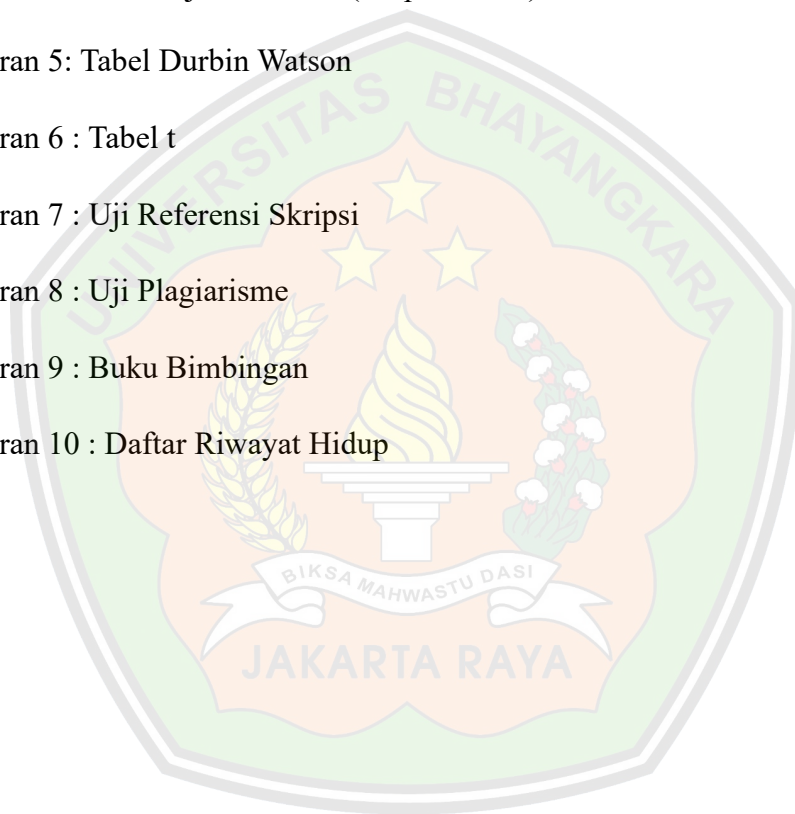 ran 5: Tabel Durbin Watson
ran 6 : Tabel t
ran 7 : Uji Referensi Skripsi
ran 8 : Uji Plagiarisme
ran 9 : Buku Bimbingan
ran 10 : Daftar Riwayat Hidup
UNIVERSITAS BHAYANGKARA
BIKSA MAHWASTU DASI
JAKARTA RAYA